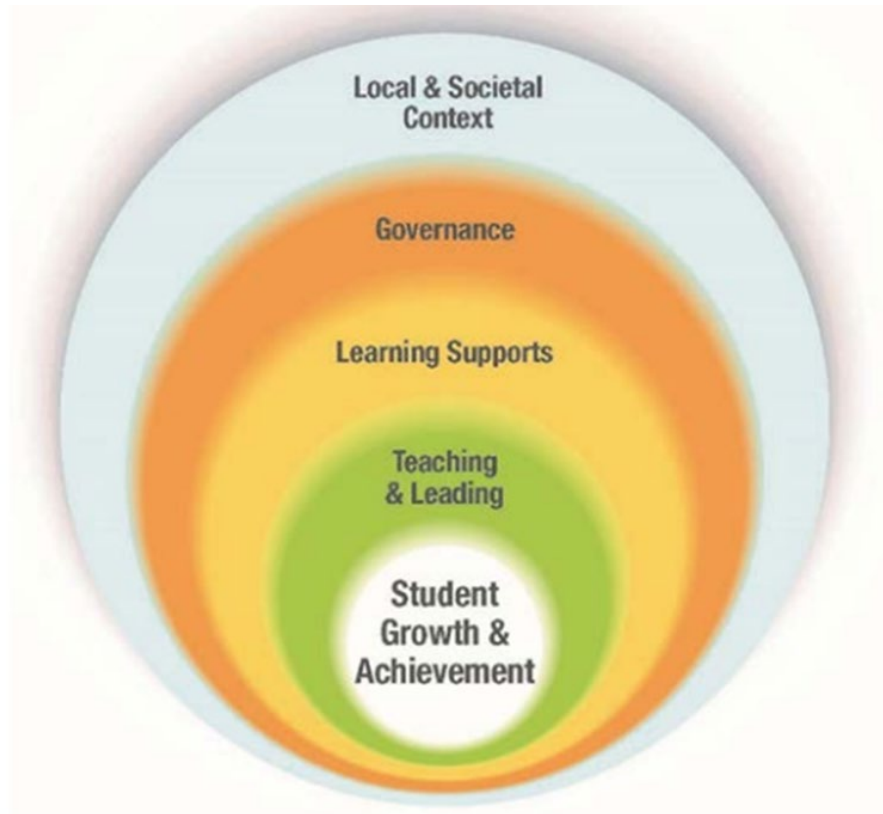 Local & Societal
Context
Governance
Learning Supports
Teaching
& Leading
Student
Growth &
Achievement